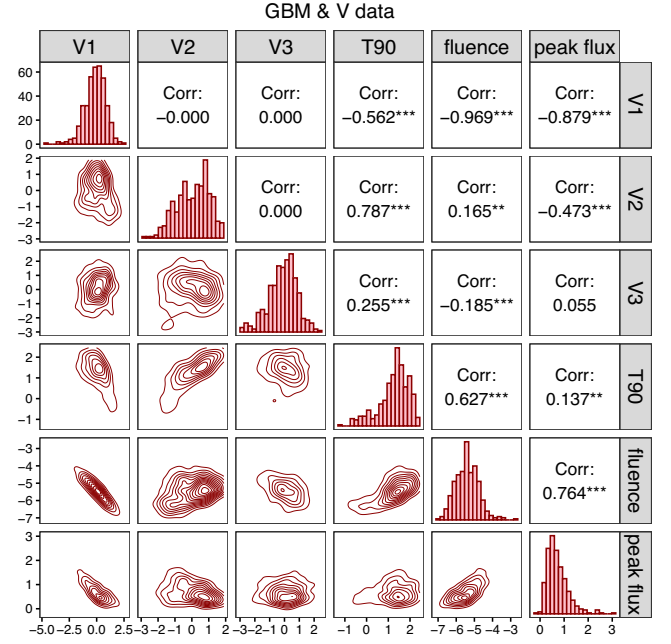 GBM & V data
V1 V2 V3 T90 fluence peak flux
60
40
20
0
Corr:
−0.000
Corr:
0.000
Corr:
−0.562***
Corr:
−0.969***
Corr:
−0.879***
V1
2
1
0
−1
−2
−3
Corr:
0.000
Corr:
0.787***
Corr:
0.165**
Corr:
−0.473***
V2
2
1
0
−1
−2
−3
Corr:
0.255***
Corr:
−0.185***
Corr:
0.055
V3
2
1
0
−1
Corr:
0.627***
Corr:
0.137**
T90
−3
−4
−5
−6
−7
Corr:
0.764***
fluence
3
2
1
0
peak flux
−5.0 −2.5 0.0 2.5 −3 −2 −1 0 1 2 −3 −2 −1 0 1 2 −1 0 1 2 −7 −6 −5 −4 −3 0 1 2 3